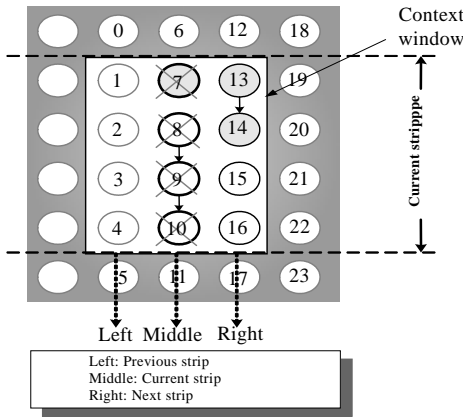 0 6 12 18
Context
window
1 7 13 19
2 8 14 20
3 9 15 21
4 10 16 22
5 11 17 23
Current stripppe
Left Middle Right
Left: Previous strip
Middle: Current strip
Right: Next strip